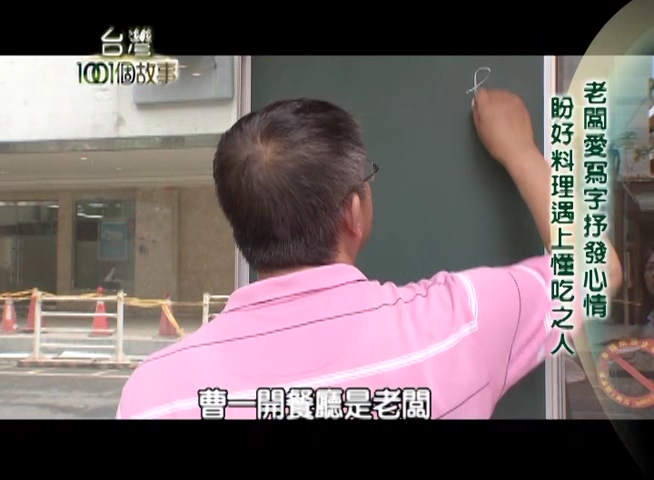 台灣
1001個故事
老闆愛寫字抒發心情
盼好料理遇上懂吃之人
曹一開餐廳是老闆